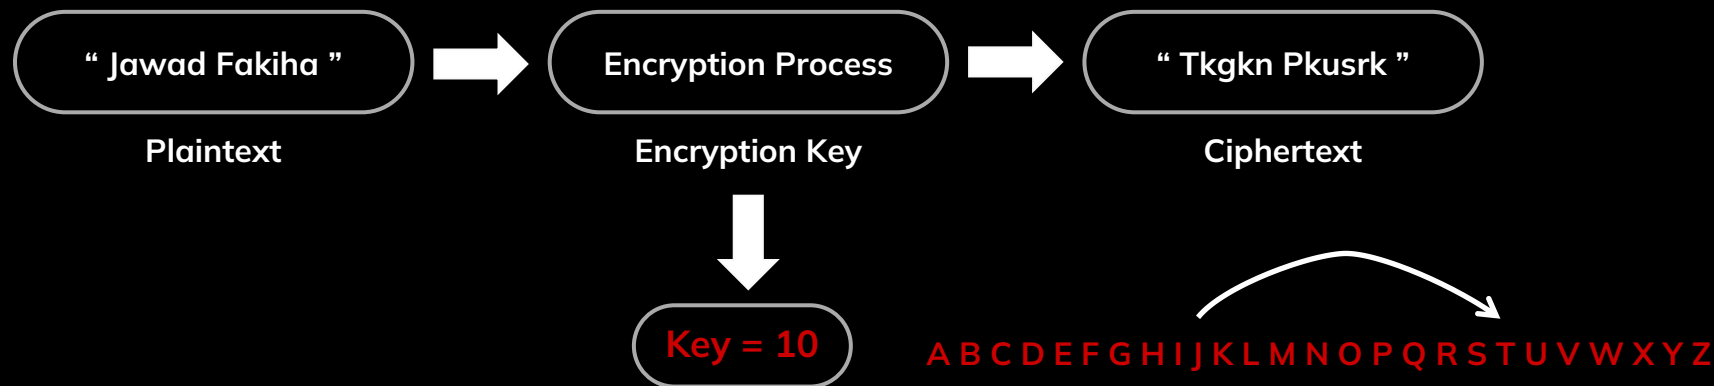 “ Jawad Fakiha ”
Encryption Process
“ Tkgkn Pkusrk ”
Plaintext
Encryption Key
Ciphertext
Key = 10
A B C D E F G H I J K L M N O P Q R S T U V W X Y Z